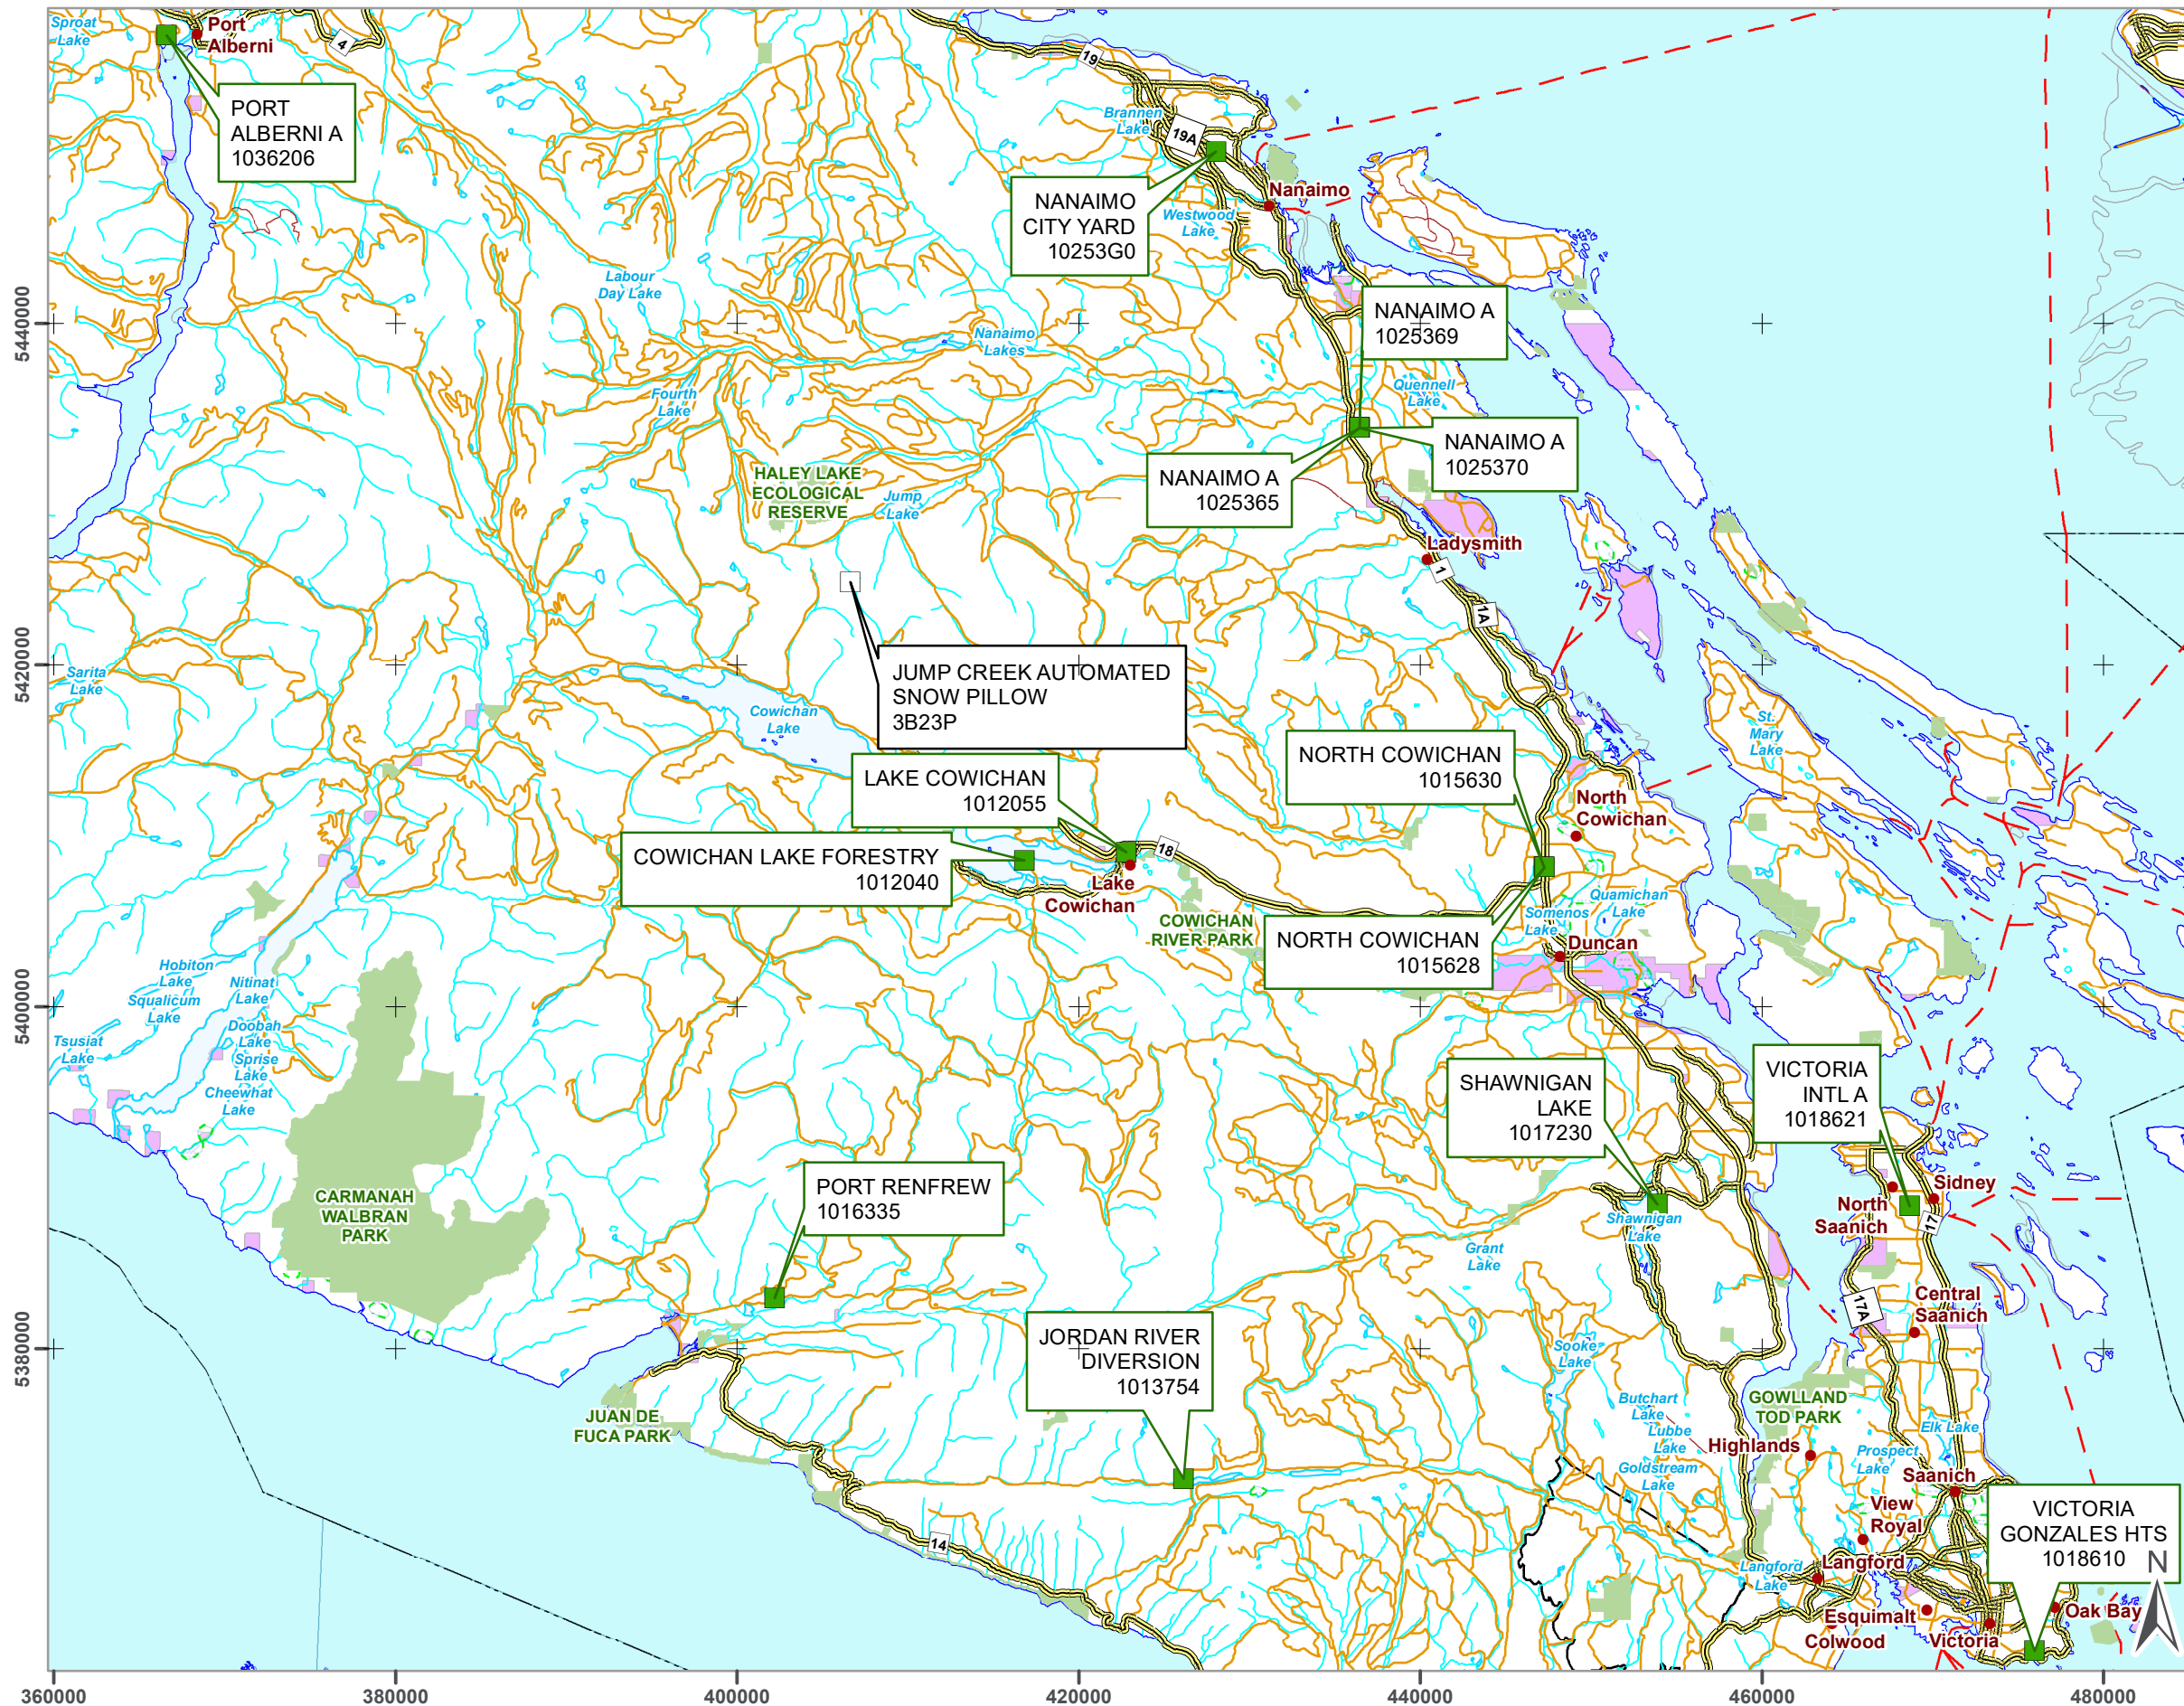 Sproat
Lake
Port
Alberni
4
19
PORT
ALBERNI A
1036206
Brannen
Lake
19A
NANAIMO
CITY YARD
10253G0
Nanaimo
Westwood
Lake
Labour
Day Lake
NANAIMO A
1025369
Nanaimo
Lakes
Fourth
Lake
Quennell
Lake
NANAIMO A
1025370
NANAIMO A
1025365
HALEY LAKE
ECOLOGICAL
RESERVE
Jump
Lake
Ladysmith
1
1A
JUMP CREEK AUTOMATED
SNOW PILLOW
3B23P
Sarita
Lake
Cowichan
Lake
St.
Mary
Lake
NORTH COWICHAN
1015630
LAKE COWICHAN
1012055
North
Cowichan
COWICHAN LAKE FORESTRY
1012040
18
Lake
Cowichan
COWICHAN
RIVER PARK
Quamichan
Lake
Somenos
Lake
NORTH COWICHAN
1015628
Duncan
Hobiton
Lake
Squalicum
Lake
Nitinat
Lake
Doobah
Lake
Sprise
Lake
Cheewhat
Lake
Tsusiat
Lake
SHAWNIGAN
LAKE
1017230
VICTORIA
INTL A
1018621
CARMANAH
WALBRAN
PARK
PORT RENFREW
1016335
Shawnigan
Lake
Grant
Lake
North
Saanich
Sidney
17
17A
Central
Saanich
JORDAN RIVER
DIVERSION
1013754
Sooke
Lake
JUAN DE
FUCA PARK
Butchart
Lake
Lubbe
Lake
Goldstream
Lake
GOWLLAND
TOD PARK
Highlands
Elk Lake
Prospect
Lake
Saanich
View
Royal
VICTORIA
GONZALES HTS
1018610
N
14
Langford
Lake
Langford
Esquimalt
Colwood
Victoria
Oak Bay
5440000
5420000
5400000
5380000
360000
380000
400000
420000
440000
460000
480000